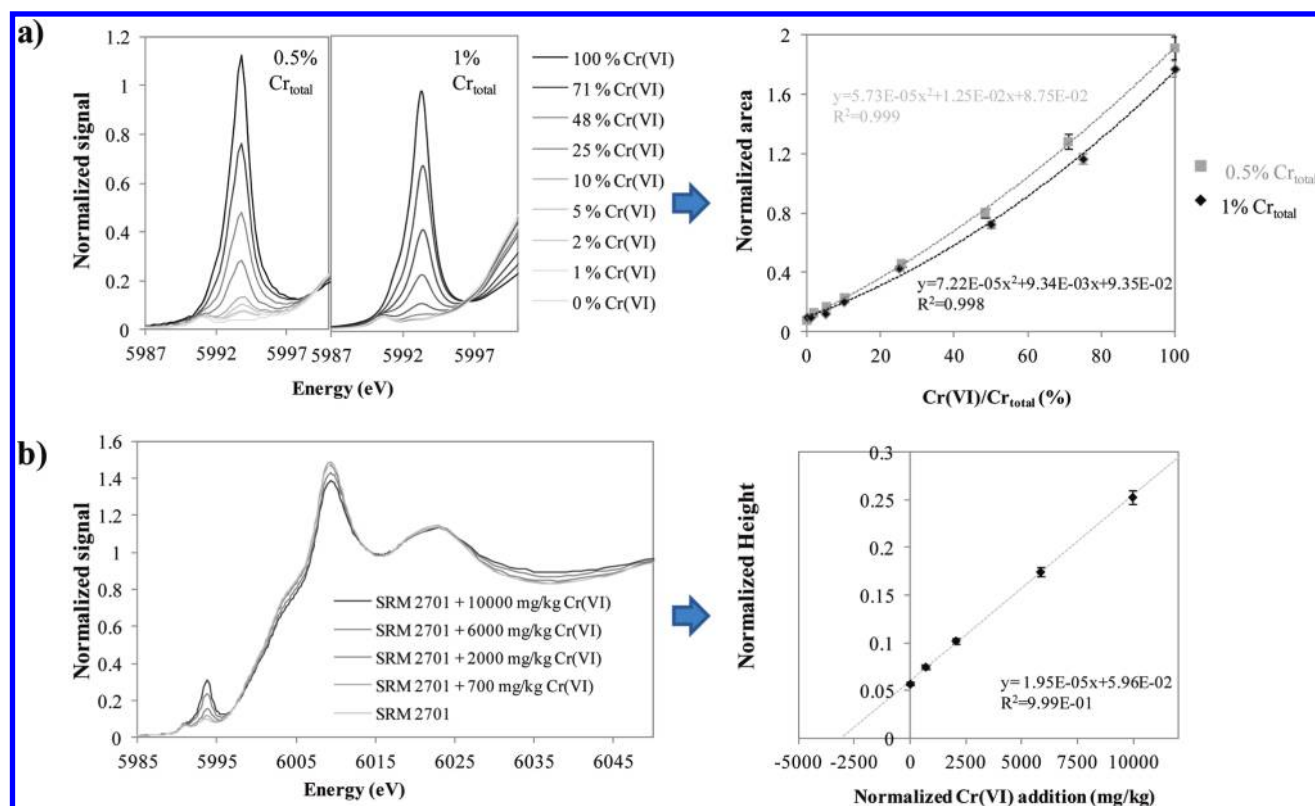 a)
Normalized signal
1.2
1
0.8
0.6
0.4
0.2
0
0.5%
Cr_total
1%
Cr_total
5987
5992
5997
5987
5992
5997
Energy (eV)
100 % Cr(VI)
71 % Cr(VI)
48 % Cr(VI)
25 % Cr(VI)
10 % Cr(VI)
5 % Cr(VI)
2 % Cr(VI)
1 % Cr(VI)
0 % Cr(VI)
Normalized area
2
1.6
1.2
0.8
0.4
0
y=5.73E-05x²+1.25E-02x+8.75E-02
R²=0.999
y=7.22E-05x²+9.34E-03x+9.35E-02
R²=0.998
0
20
40
60
80
100
Cr(VI)/Cr_total (%)
0.5% Cr_total
1% Cr_total
b)
Normalized signal
1.6
1.4
1.2
1
0.8
0.6
0.4
0.2
0
SRM 2701 + 10000 mg/kg Cr(VI)
SRM 2701 + 6000 mg/kg Cr(VI)
SRM 2701 + 2000 mg/kg Cr(VI)
SRM 2701 + 700 mg/kg Cr(VI)
SRM 2701
5985
5995
6005
6015
6025
6035
6045
Energy (eV)
Normalized Height
0.3
0.25
0.2
0.15
0.1
0.05
0
y= 1.95E-05x+5.96E-02
R²=9.99E-01
-5000
-2500
0
2500
5000
7500
10000
Normalized Cr(VI) addition (mg/kg)